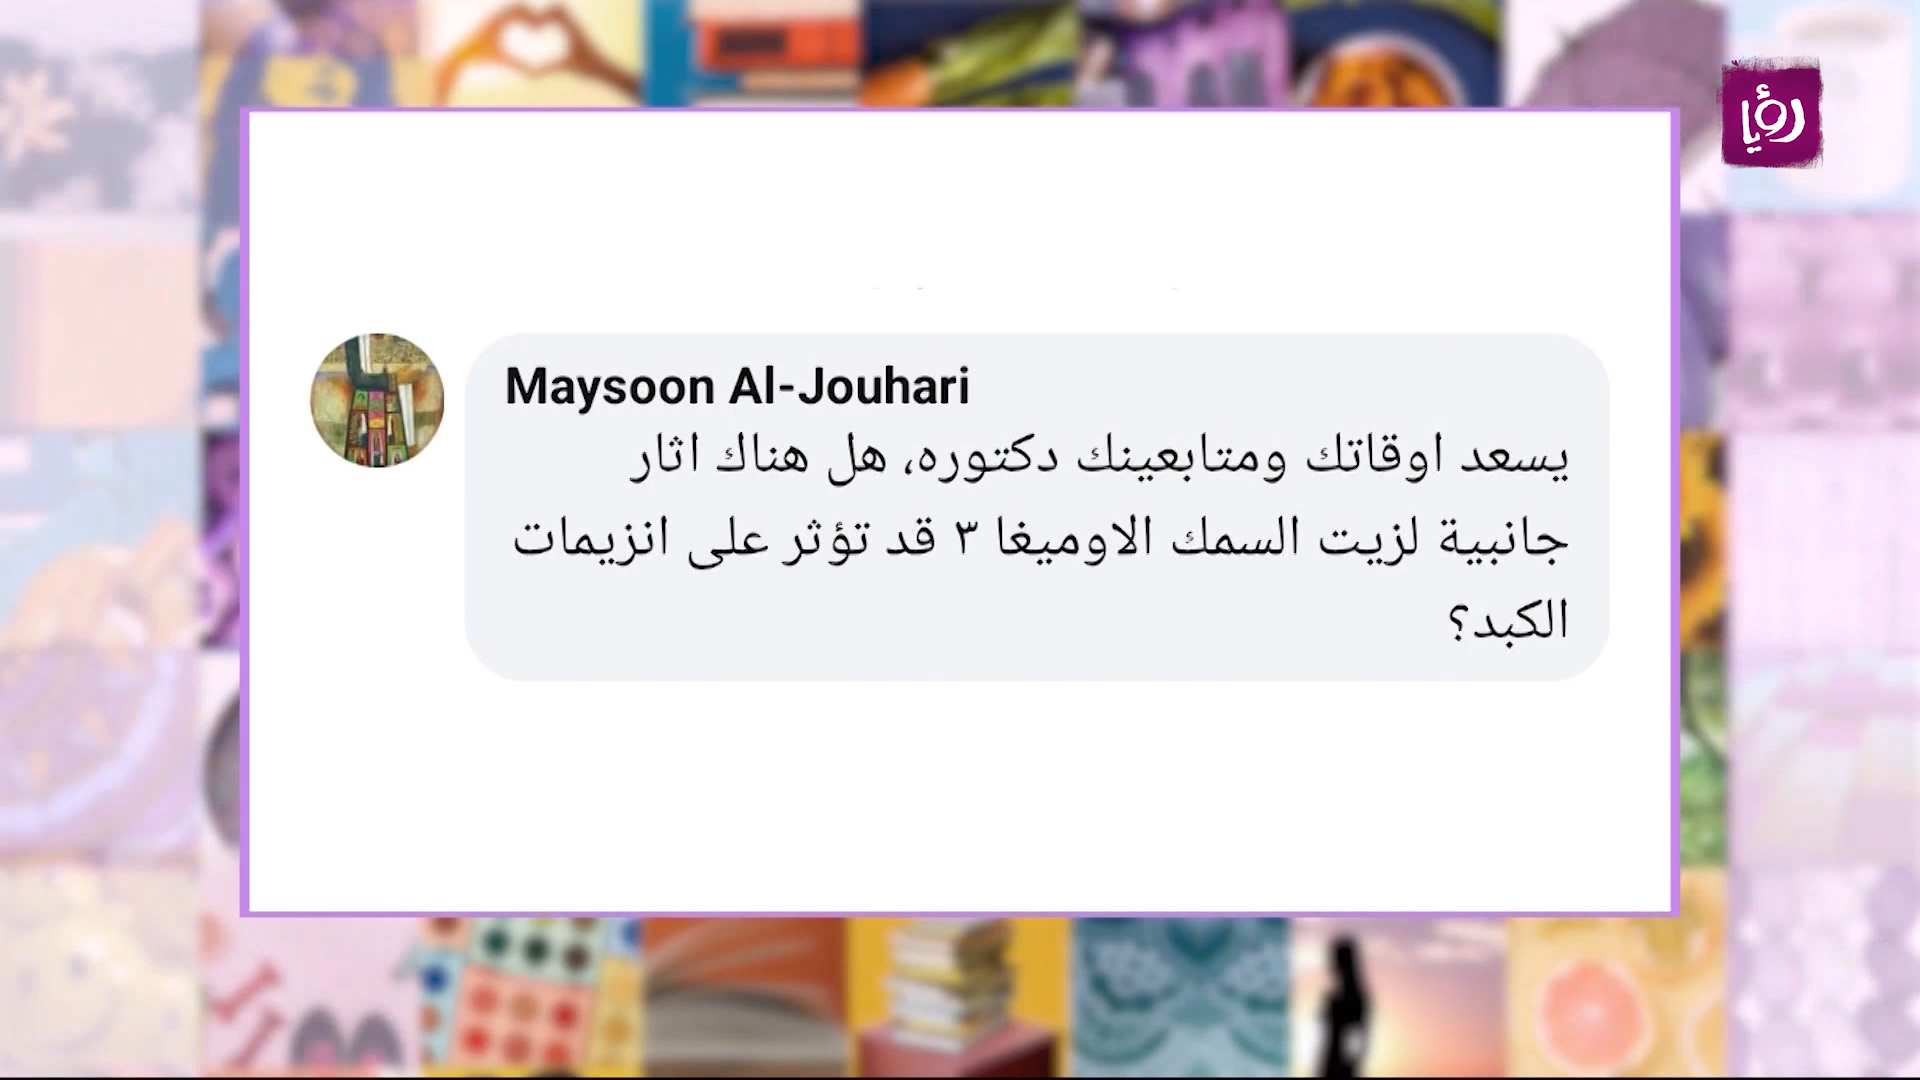 رؤيا
Maysoon Al-Jouhari
يسعد اوقاتك ومتابعينك دكتوره، هل هناك اثار
جانبية لزيت السمك الاوميغا ٣ قد تؤثر على انزيمات
الكبد؟